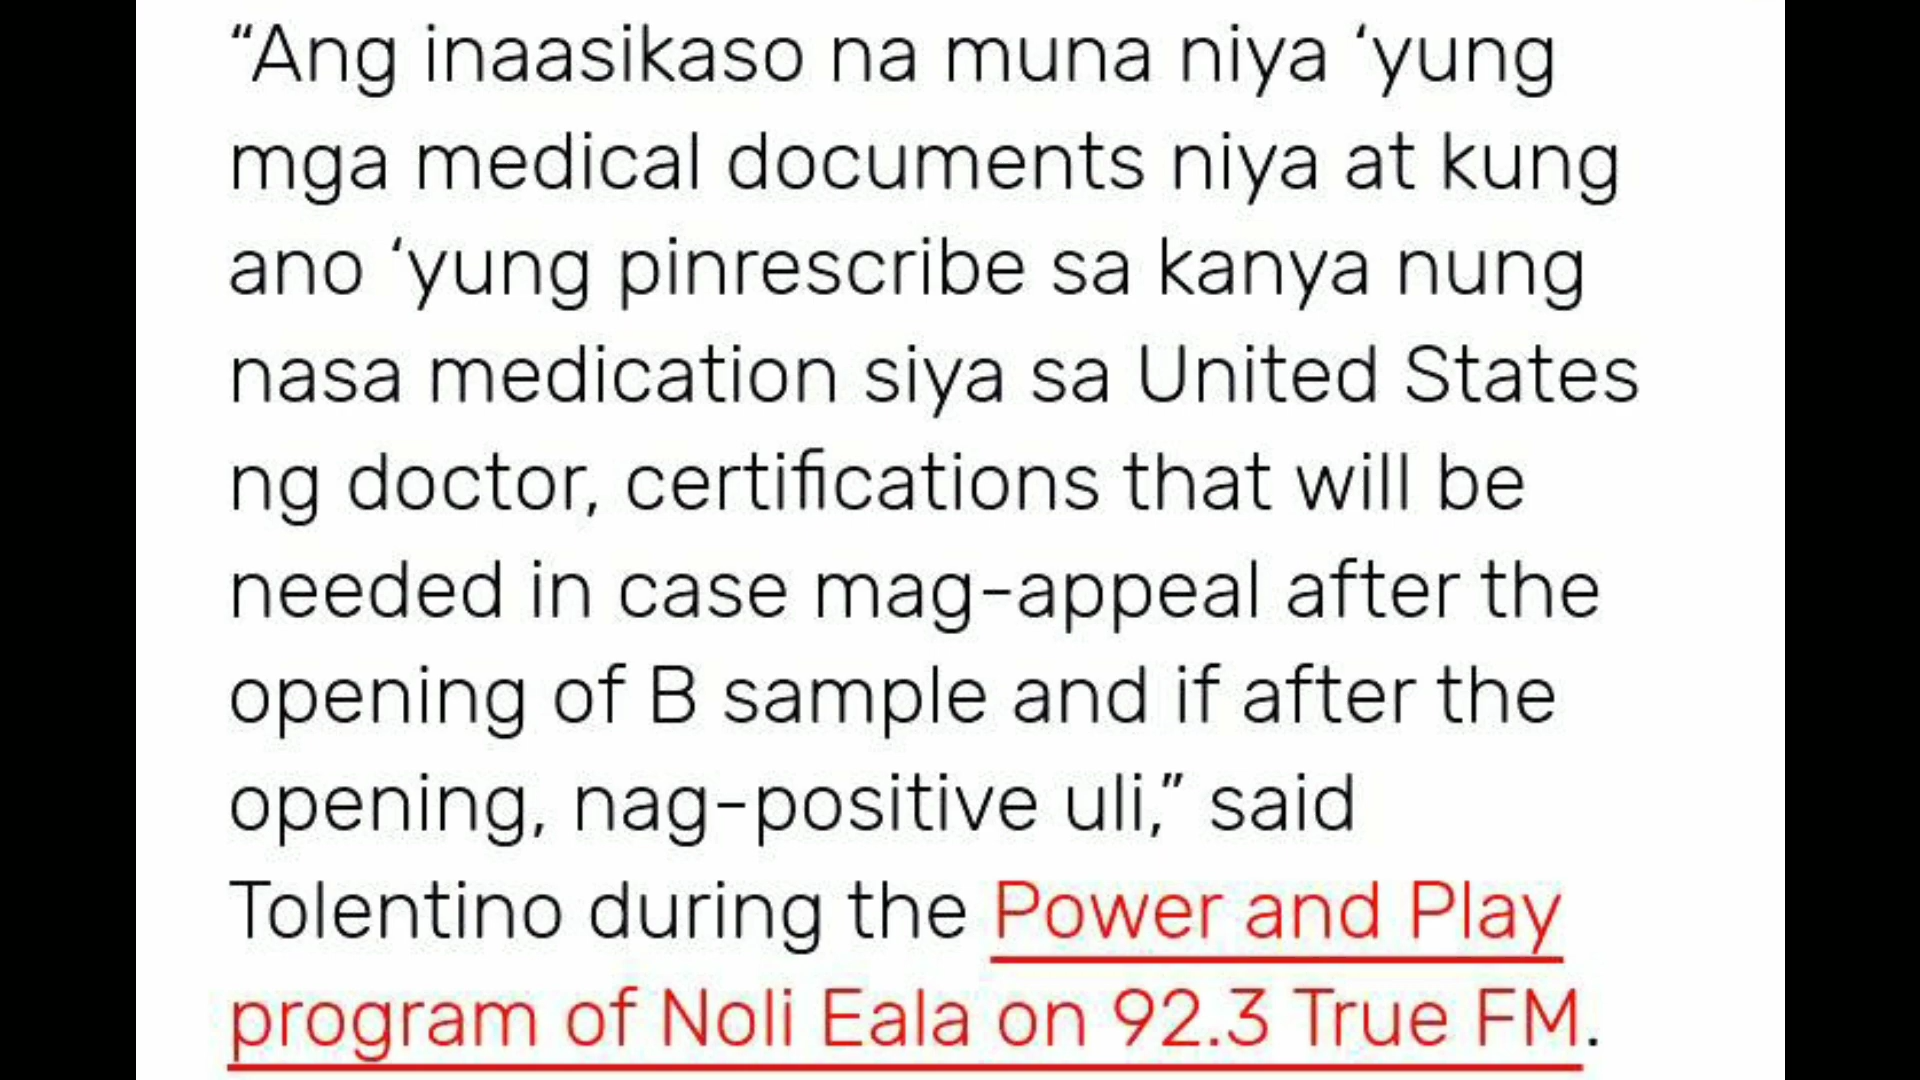 “Ang inaasikaso na muna niya ‘yung
mga medical documents niya at kung
ano ‘yung pinrescribe sa kanya nung
nasa medication siya sa United States
ng doctor, certifications that will be
needed in case mag-appeal after the
opening of B sample and if after the
opening, nag-positive uli,” said
Tolentino during the Power and Play
program of Noli Eala on 92.3 True FM.